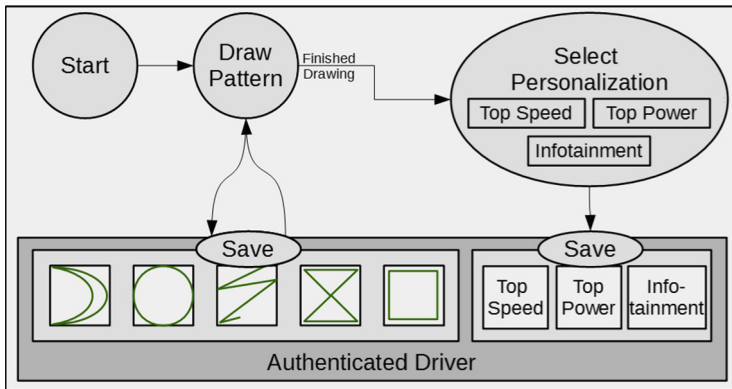 Start
Draw
Pattern
Finished
Drawing
Select
Personalization
Top Speed
Top Power
Infotainment
Save
Save
Top
Speed
Top
Power
Info-
tainment
Authenticated Driver